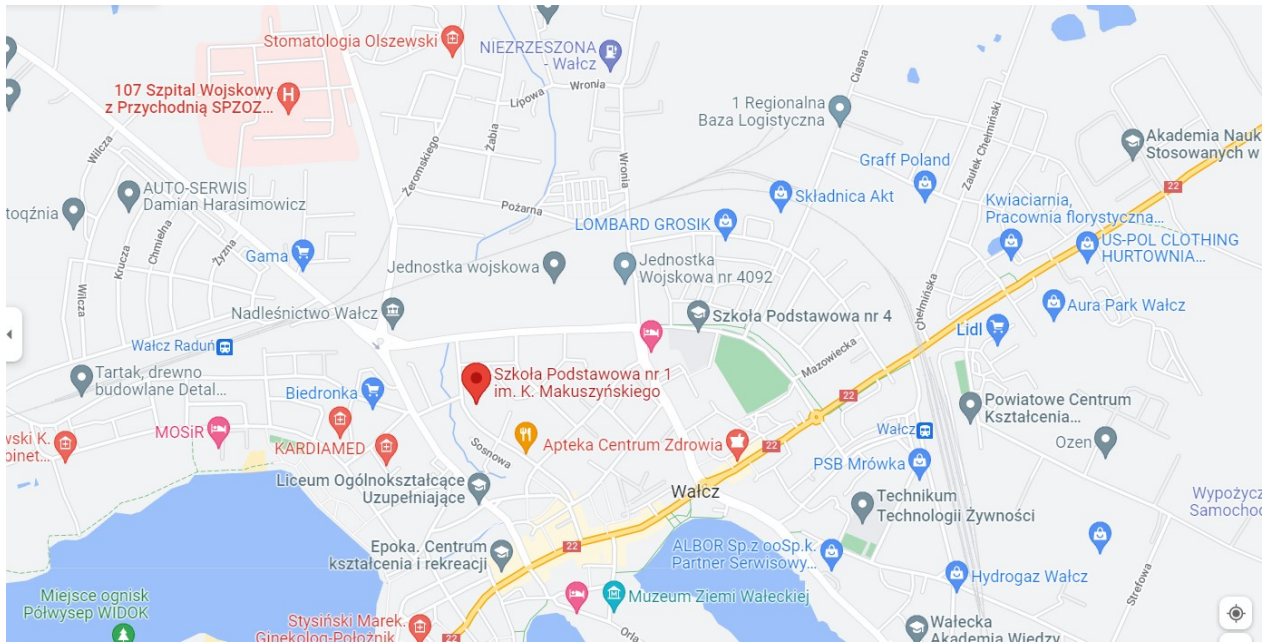 Stomatologia Olszewski
NIEZRZESZONA
- Wałcz
107 Szpital Wojskowy
z Przychodnią SPZOZ...
Lipowa
Wronia
Ciasna
1 Regionalna
Baza Logistyczna
Zaułek Chełmiński
Akademia Nauk
Stosowanych w
Wilcza
Żabia
Żeromskiego
Wronia
Graff Poland
22
AUTO-SERWIS
Damian Harasimowicz
toqźnia
Krucza
Chmielna
Żyzna
Pożarna
Składnica Akt
Kwiaciarnia,
Pracownia florystyczna...
LOMBARD GROSIK
US-POL CLOTHING
HURTOWNIA...
Gama
Jednostka wojskowa
Jednostka
Wojskowa nr 4092
Wilcza
Nadleśnictwo Wałcz
Szkoła Podstawowa nr 4
Chełmińska
Aura Park Wałcz
Lidl
Wałcz Raduń
Mazowiecka
Tartak, drewno
budowlane Detal...
Biedronka
Szkoła Podstawowa nr 1
im. K. Makuszyńskiego
22
Powiatowe Centrum
Kształcenia...
MOSiR
wski K.
binet...
KARDIAMED
Sosnowa
Apteka Centrum Zdrowia
22
Wałcz
Ozen
PSB Mrówka
Liceum Ogólnokształcące
Uzupełniające
Wałcz
Technikum
Technologii Żywności
Wypożycz
Samochod
Epoka. Centrum
kształcenia i rekreacji
22
ALBOR Sp.z ooSp.k.
Partner Serwisowy...
Hydrogaz Wałcz
Strefowa
Miejsce ognisk
Półwysep WIDOK
Muzeum Ziemi Wałeckiej
Stysiński Marek.
Ginekolog-Położnik
22
Orla
Wałecka
Akademia Wiedzy